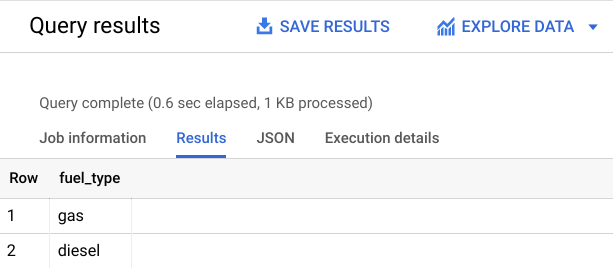 Query results SAVE RESULTS EXPLORE DATA
Query complete (0.6 sec elapsed, 1 KB processed)
Job information Results JSON Execution details
Row fuel_type
1 gas
2 diesel